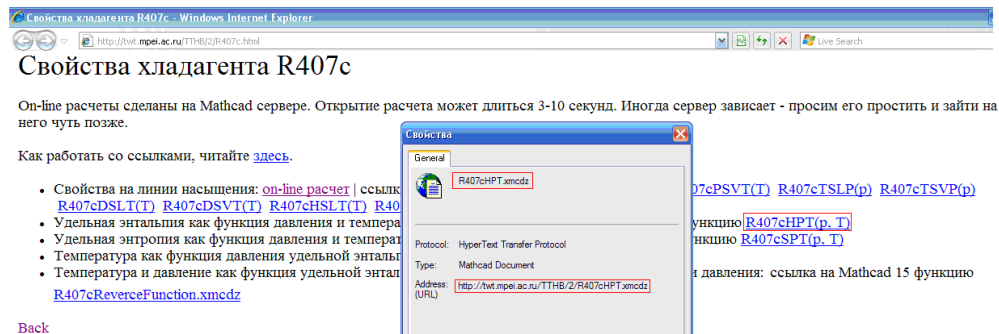 Свойства хладагента R407c - Windows Internet Explorer
http://twt.mpei.ac.ru/TTHB/2/R407c.html
Live Search
Свойства хладагента R407c
On-line расчеты сделаны на Mathcad сервере. Открытие расчета может длиться 3-10 секунд. Иногда сервер зависает - просим его простить и зайти на
него чуть позже.
Как работать со ссылками, читайте здесь.
Свойства
General
R407cHPT.xmcdz
Protocol: HyperText Transfer Protocol
Type: Mathcad Document
Address: (URL) http://twt.mpei.ac.ru/TTHB/2/R407cHPT.xmcdz
• Свойства на линии насыщения: on-line расчет | ссылк 07cPSVT(T) R407cTSLP(p) R407cTSVP(p)
R407cDSLT(T) R407cDSVT(T) R407cHSLT(T) R40
• Удельная энтальпия как функция давления и темпера ункцию R407cHPT(p, T)
• Удельная энтропия как функция давления и температ нкцию R407cSPT(p, T)
• Температура как функция давления удельной энталь
• Температура и давление как функция удельной энтал и давления: ссылка на Mathcad 15 функцию
R407cReverceFunction.xmcdz
Back